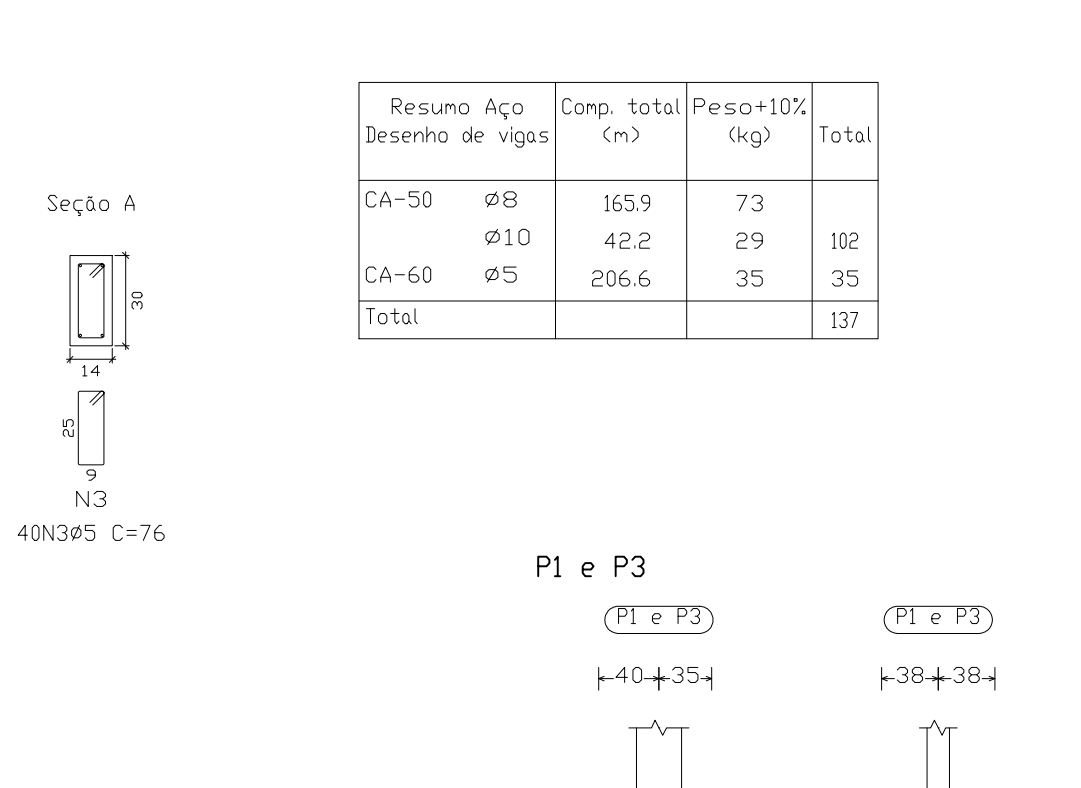 Resumo Aço Comp. total Peso+10%
Desenho de vigas (m) (kg) Total
CA-50 Ø8 165.9 73
Ø10 42.2 29 102
CA-60 Ø5 206.6 35 35
Total 137
Seção A
30
14
25
9
N3
40N3Ø5 C=76
P1 e P3
P1 e P3 P1 e P3
40 35 38 38